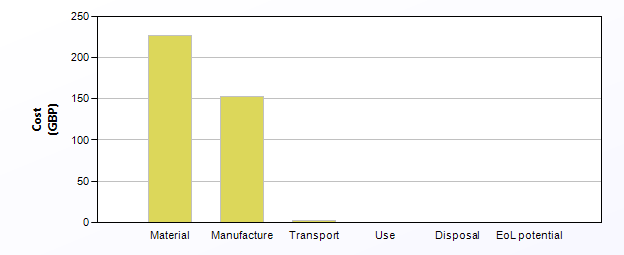 250
200
150
100
50
0
Cost
(GBP)
Material Manufacture Transport Use Disposal EoL potential